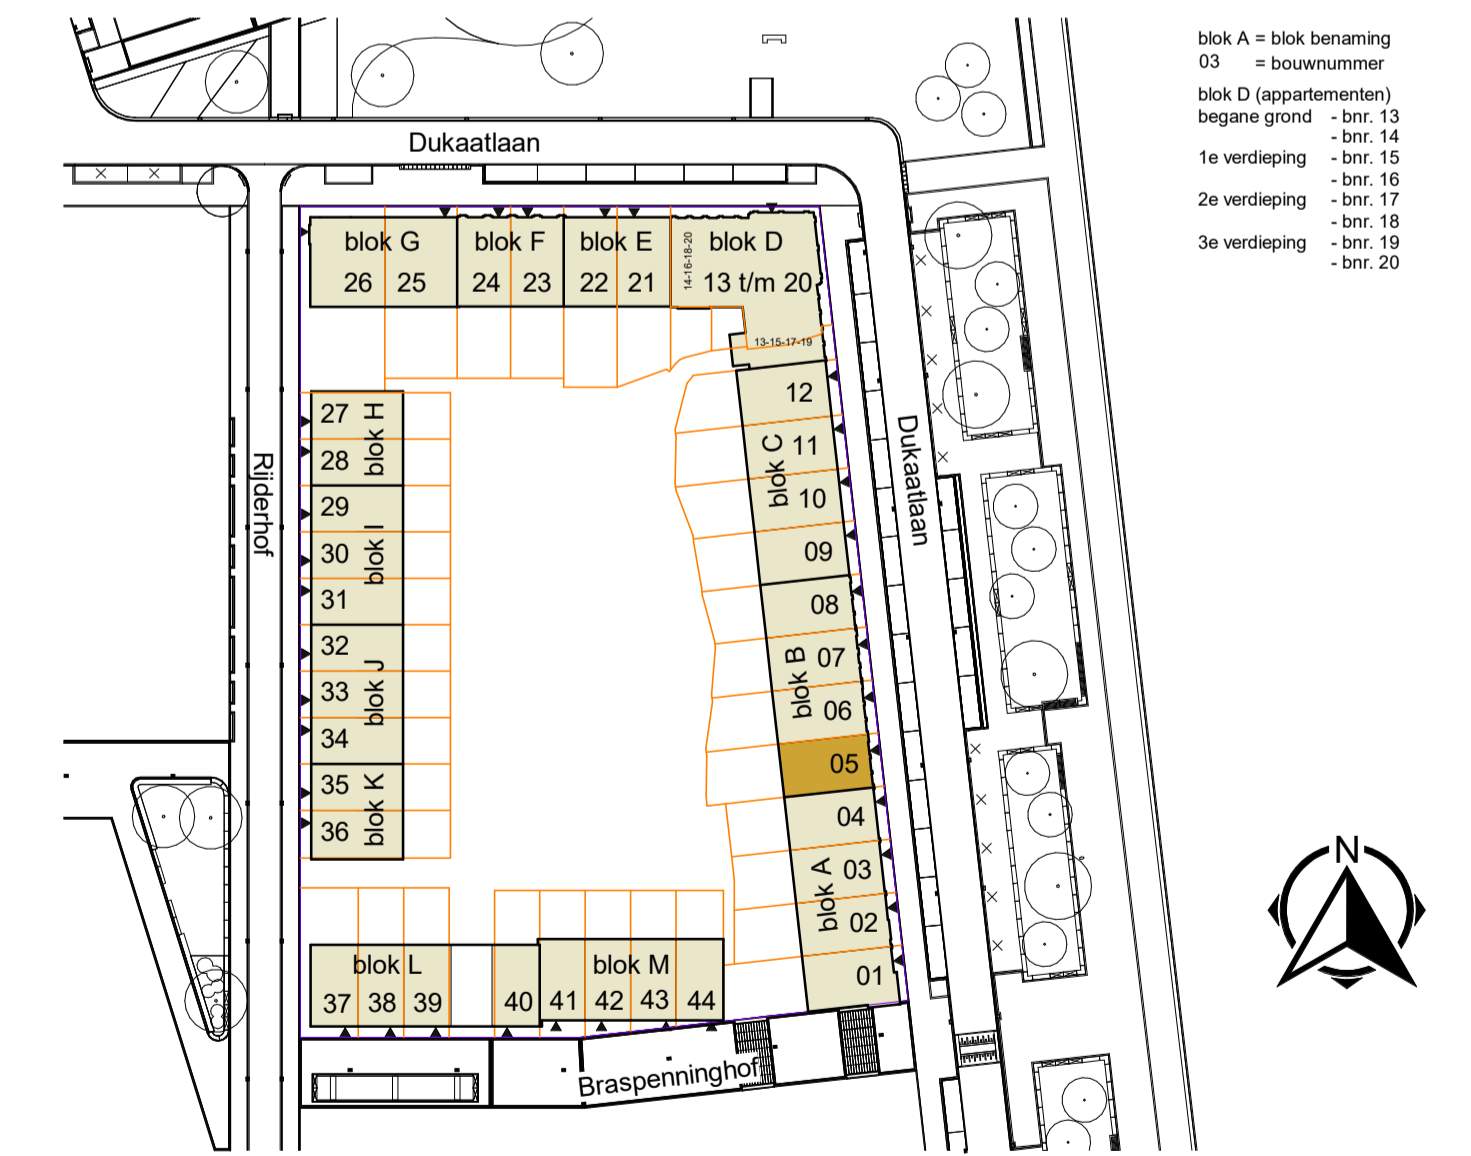 blok A = blok benaming
03 = bouwnummer
blok D (appartementen)
begane grond - bnr. 13
- bnr. 14
1e verdieping - bnr. 15
- bnr. 16
2e verdieping - bnr. 17
- bnr. 18
3e verdieping - bnr. 19
- bnr. 20
Dukaatlaan
blok G
26 25
blok F
24 23
blok E
22 21
14-16-18-20
blok D
13 t/m 20
13-15-17-19
12
11
10
09
blok C
08
07
06
05
blok B
04
03
02
01
blok A
Dukaatlaan
Rijderhof
27
28
blok H
29
30
31
blok I
32
33
34
blok J
35
36
blok K
blok L
37 38 39 40
blok M
41 42 43 44
Braspenninghof
N